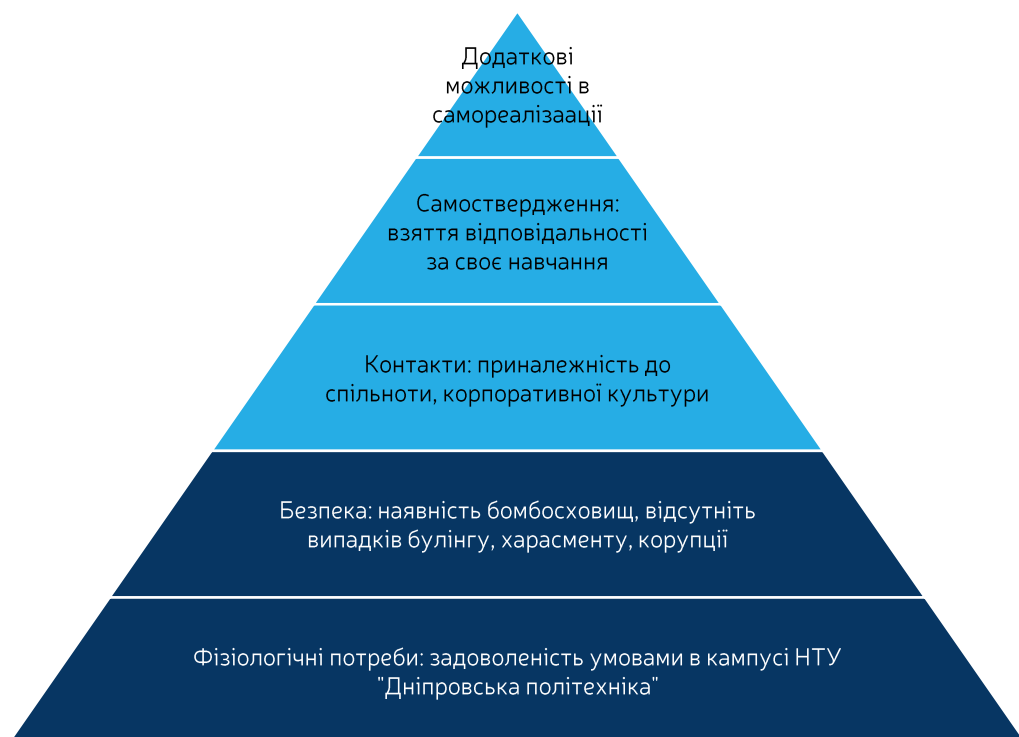 Додаткові
можливості в
самореалізаації
Самоствердження:
взяття відповідальності
за своє навчання
Контакти: приналежність до
спільноти, корпоративної культури
Безпека: наявність бомбосховищ, відсутніть
випадків булінгу, харасменту, корупції
Фізіологічні потреби: задоволеність умовами в кампусі НТУ
"Дніпровська політехніка"